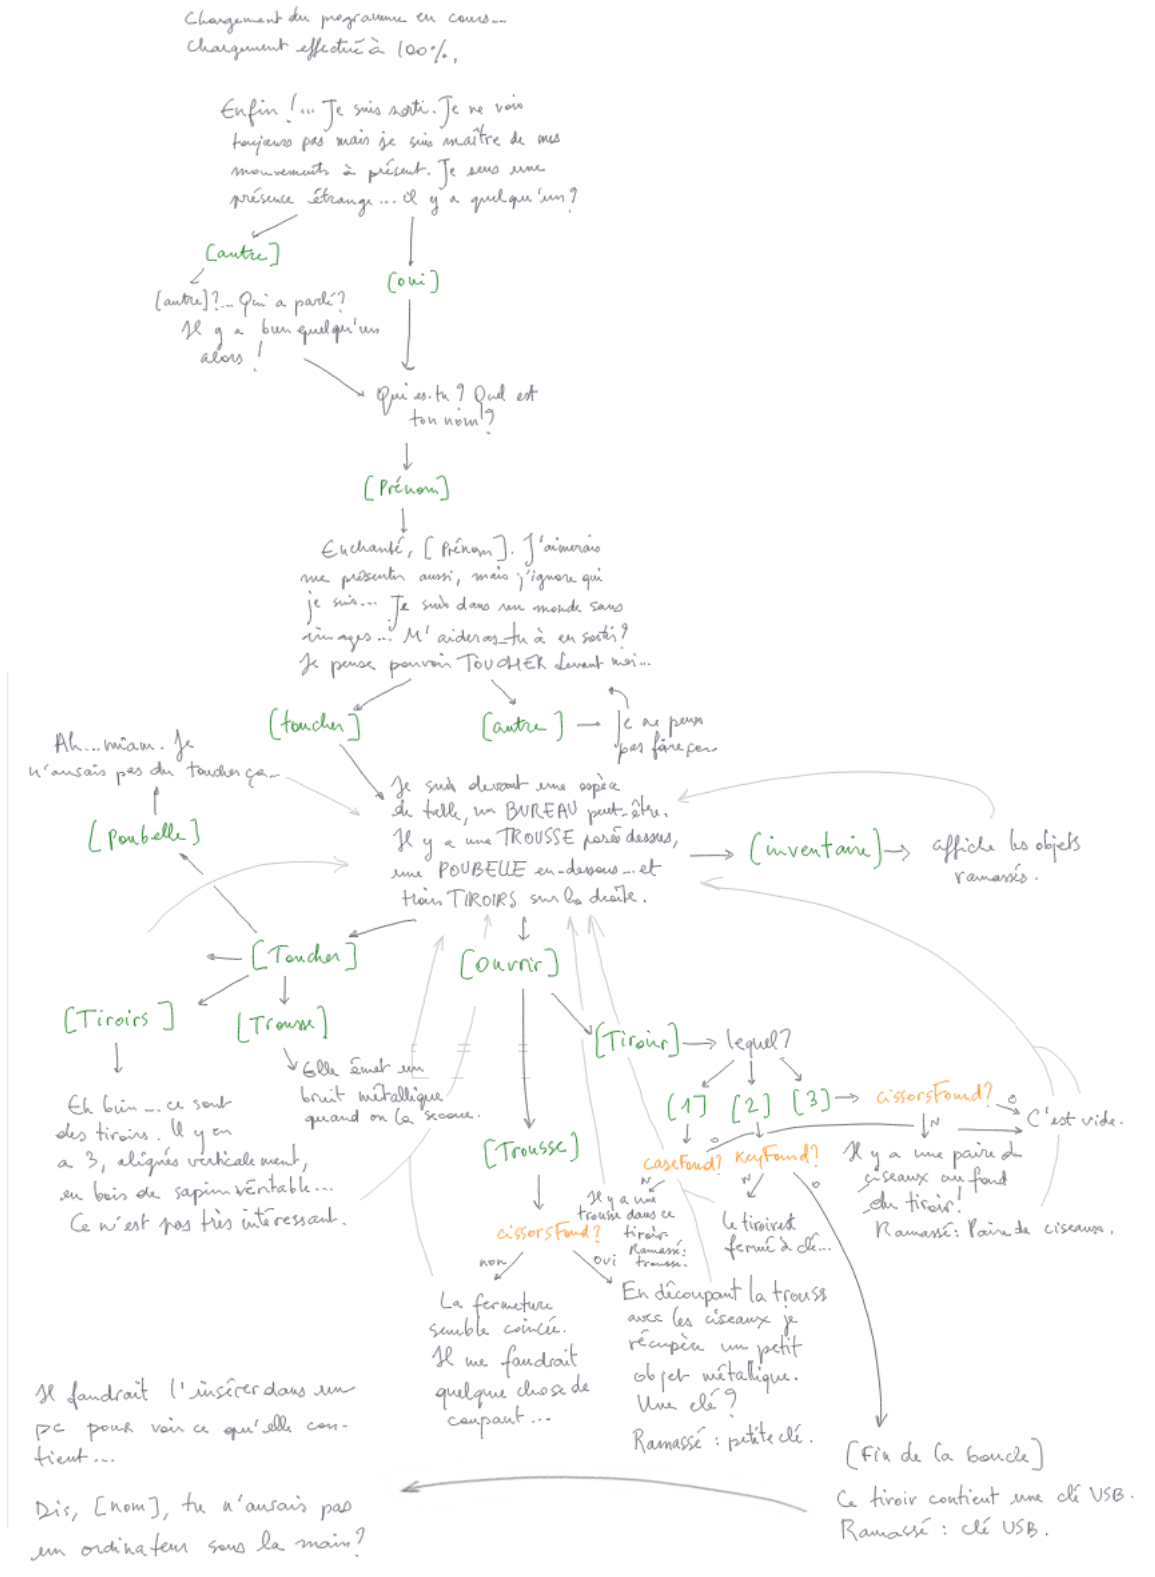 Chargement du programme en cours...
Chargement effectué à 100%.
Enfin !... Je suis sorti. Je ne vois
toujours pas mais je suis maître de mes
mouvements à présent. Je sens une
présence étrange... il y a quelqu'un ?
[autre]
[oui]
[autre] ?... Qui a parlé ?
Il y a bien quelqu'un
alors !
Qui es-tu ? Quel est
ton nom ?
[Prénom]
Enchanté, [Prénom]. J'aimerais
me présenter aussi, mais j'ignore qui
je suis... Je suis dans un monde sans
images... M'aideras-tu à en sortir ?
Je pense pouvoir TOUCHER devant moi...
[toucher]
[autre]
Je ne peux
pas faire ça.
Ah... miam. Je
n'aurais pas du toucher ça...
[Poubelle]
Je suis devant une espèce
de table, un BUREAU peut-être.
Il y a une TROUSSE posée dessus,
une POUBELLE en-dessous... et
trois TIROIRS sur la droite.
[inventaire]
affiche les objets
ramassés.
[Toucher]
[Ouvrir]
[Tiroirs]
[Trousse]
[Tiroir]
lequel ?
Elle émet un
bruit métallique
quand on la secoue.
Eh bien... ce sont
des tiroirs. Il y en
a 3, alignés verticalement,
en bois de sapin véritable...
Ce n'est pas très intéressant.
[1]
[2]
[3]
cissorsFound?
O
N
C'est vide.
[Trousse]
O
caseFound?
KeyFound?
N
N
O
Il y a une paire de
ciseaux au fond
du tiroir !
Ramassé : Paire de ciseaux.
Il y a une
trousse dans ce
tiroir.
Ramassé :
trousse.
le tiroir est
fermé à clé...
cissorsFound?
non
oui
La fermeture
semble coincée.
Il me faudrait
quelque chose de
coupant...
En découpant la trousse
avec les ciseaux je
récupère un petit
objet métallique.
Une clé ?
Ramassé : petite clé.
[Fin de la boucle]
Ce tiroir contient une clé USB.
Ramassé : clé USB.
Il faudrait l'insérer dans un
pc pour voir ce qu'elle con-
tient...
Dis, [nom], tu n'aurais pas
un ordinateur sous la main ?